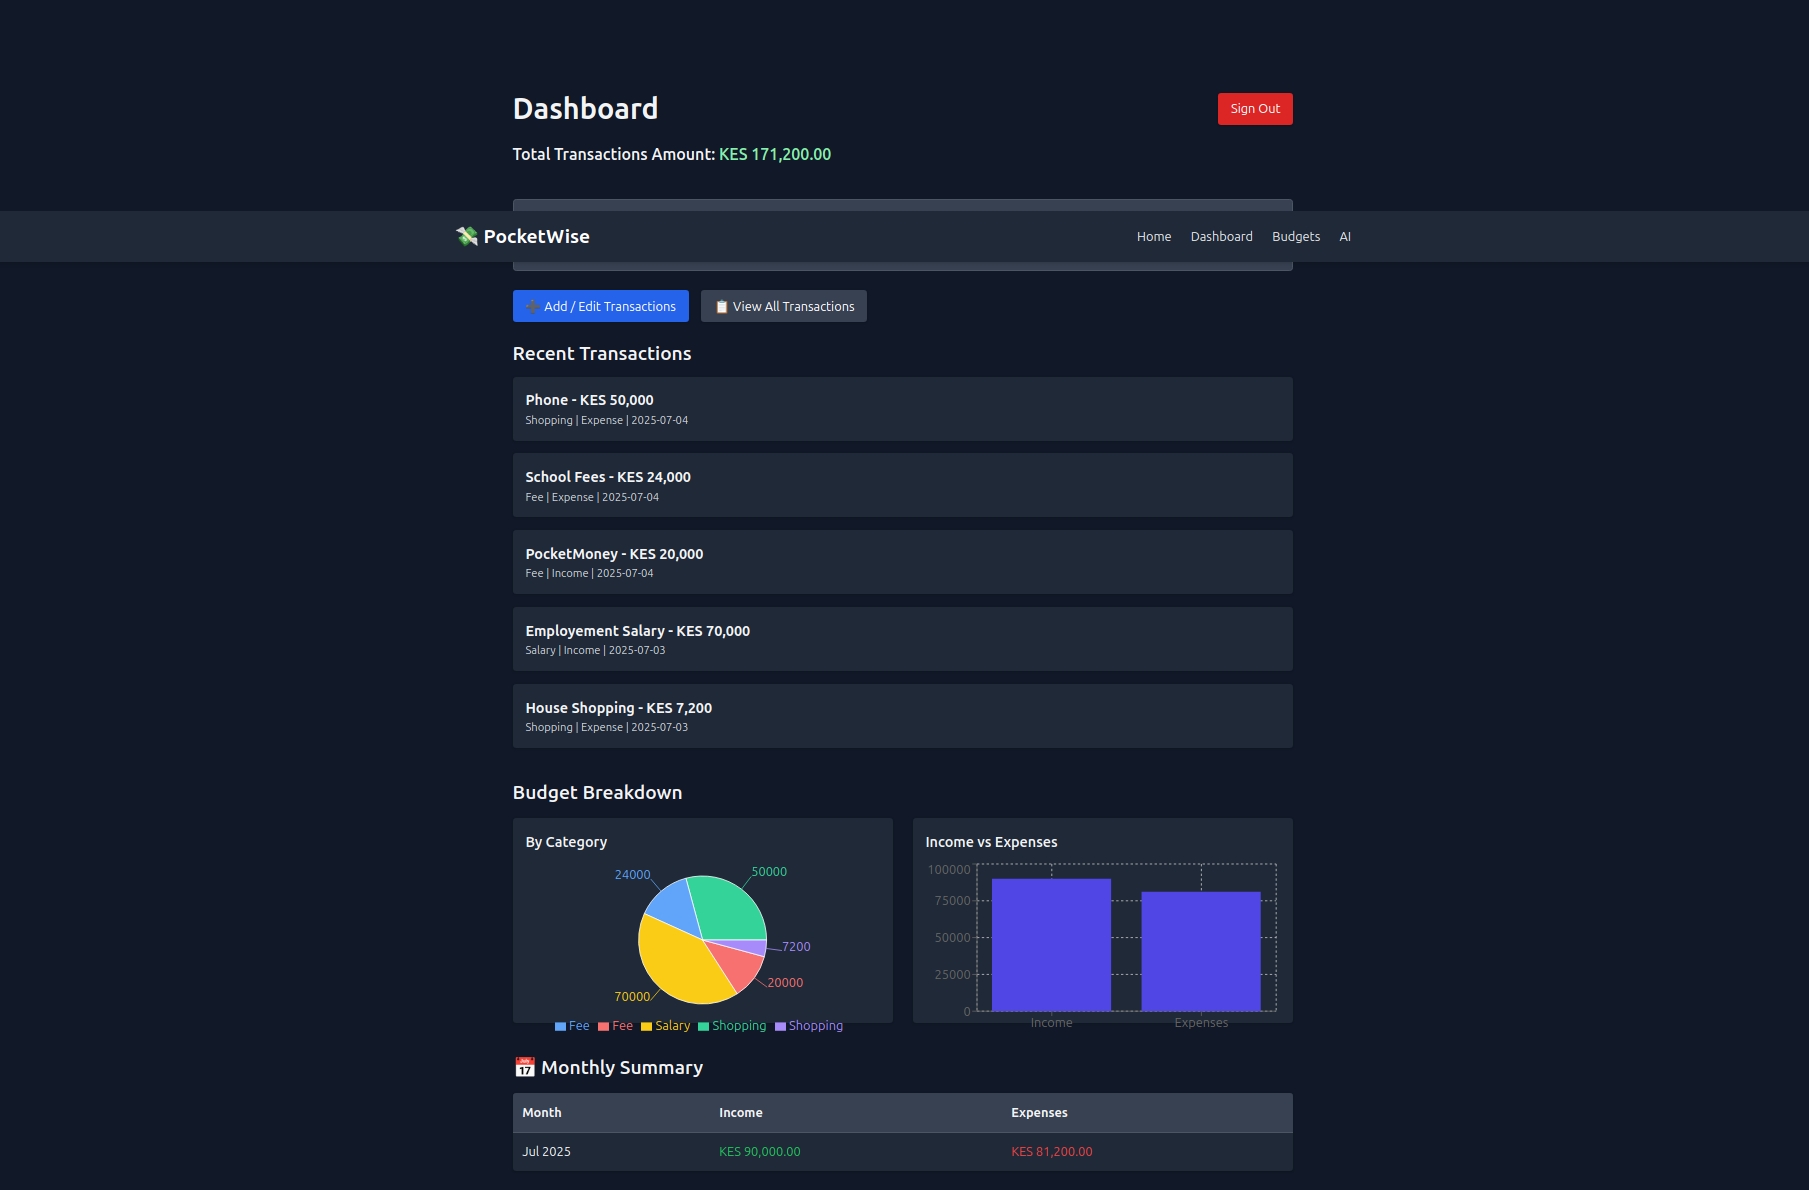 Dashboard
Sign Out
Total Transactions Amount: KES 171,200.00
PocketWise
Home Dashboard Budgets AI
Add / Edit Transactions
View All Transactions
Recent Transactions
Phone - KES 50,000
Shopping | Expense | 2025-07-04
School Fees - KES 24,000
Fee | Expense | 2025-07-04
PocketMoney - KES 20,000
Fee | Income | 2025-07-04
Employement Salary - KES 70,000
Salary | Income | 2025-07-03
House Shopping - KES 7,200
Shopping | Expense | 2025-07-03
Budget Breakdown
By Category
24000
50000
7200
20000
70000
Fee Fee Salary Shopping Shopping
Income vs Expenses
100000
75000
50000
25000
0
Income Expenses
July
17
Monthly Summary
Month Income Expenses
Jul 2025 KES 90,000.00 KES 81,200.00